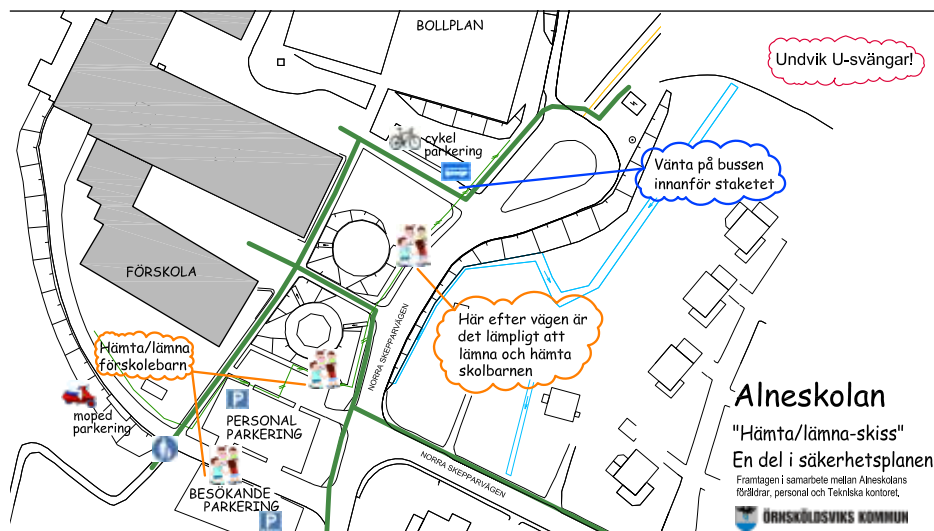 BOLLPLAN
Undvik U-svängar!
cykel
parkering
Vänta på bussen
innanför staketet
FÖRSKOLA
Här efter vägen är
det lämpligt att
lämna och hämta
skolbarnen
NORRA SKEPPARVÄGEN
Hämta/lämna
förskolebarn
moped
parkering
P
PERSONAL
PARKERING
BESÖKANDE
PARKERING
P
NORRA SKEPPARVÄGEN
Alneskolan
"Hämta/lämna-skiss"
En del i säkerhetsplanen
Framtagen i samarbete mellan Alneskolans
föräldrar, personal och Tekniska kontoret.
ÖRNSKÖLDSVIKS KOMMUN